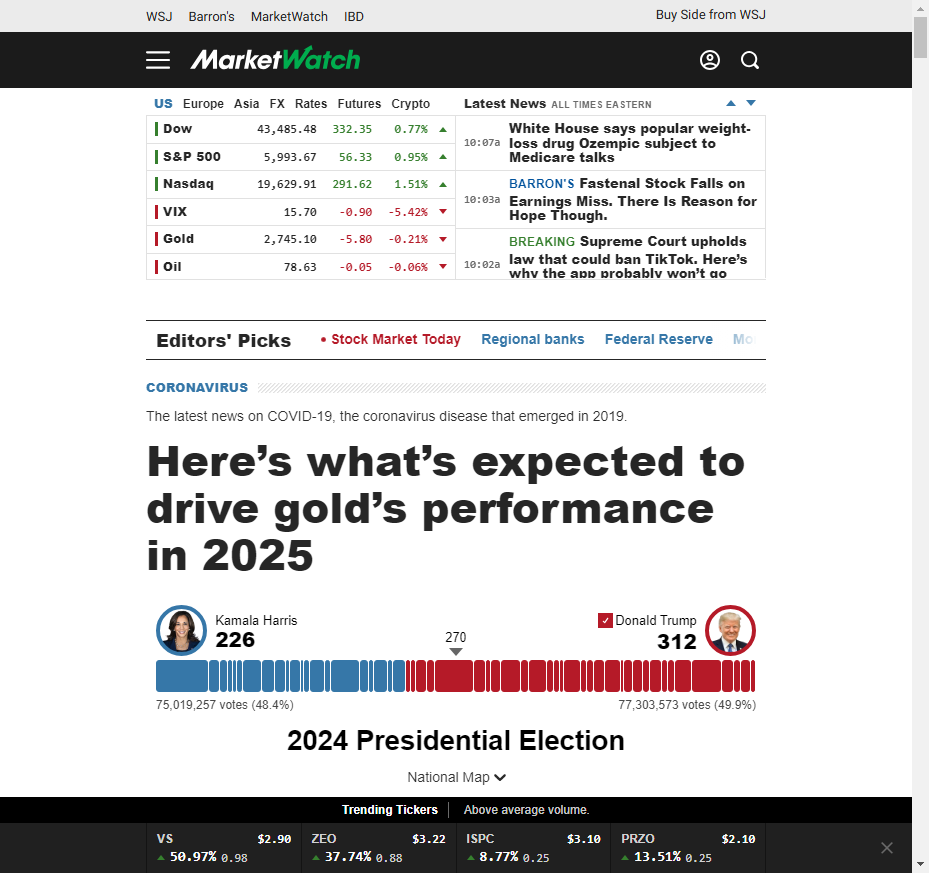 WSJ Barron's MarketWatch IBD Buy Side from WSJ
MarketWatch
US Europe Asia FX Rates Futures Crypto
Dow 43,485.48 332.35 0.77%
S&P 500 5,993.67 56.33 0.95%
Nasdaq 19,629.91 291.62 1.51%
VIX 15.70 -0.90 -5.42%
Gold 2,745.10 -5.80 -0.21%
Oil 78.63 -0.05 -0.06%
Latest News ALL TIMES EASTERN
10:07a
White House says popular weight-
loss drug Ozempic subject to
Medicare talks
10:03a
BARRON'S Fastenal Stock Falls on
Earnings Miss. There Is Reason for
Hope Though.
10:02a
BREAKING Supreme Court upholds
law that could ban TikTok. Here’s
why the app probably won’t go
Editors' Picks • Stock Market Today Regional banks Federal Reserve Mo
CORONAVIRUS
The latest news on COVID-19, the coronavirus disease that emerged in 2019.
Here’s what’s expected to
drive gold’s performance
in 2025
Kamala Harris
226
270
Donald Trump
312
75,019,257 votes (48.4%) 77,303,573 votes (49.9%)
2024 Presidential Election
National Map
Trending Tickers Above average volume.
VS $2.90
50.97% 0.98
ZEO $3.22
37.74% 0.88
ISPC $3.10
8.77% 0.25
PRZO $2.10
13.51% 0.25